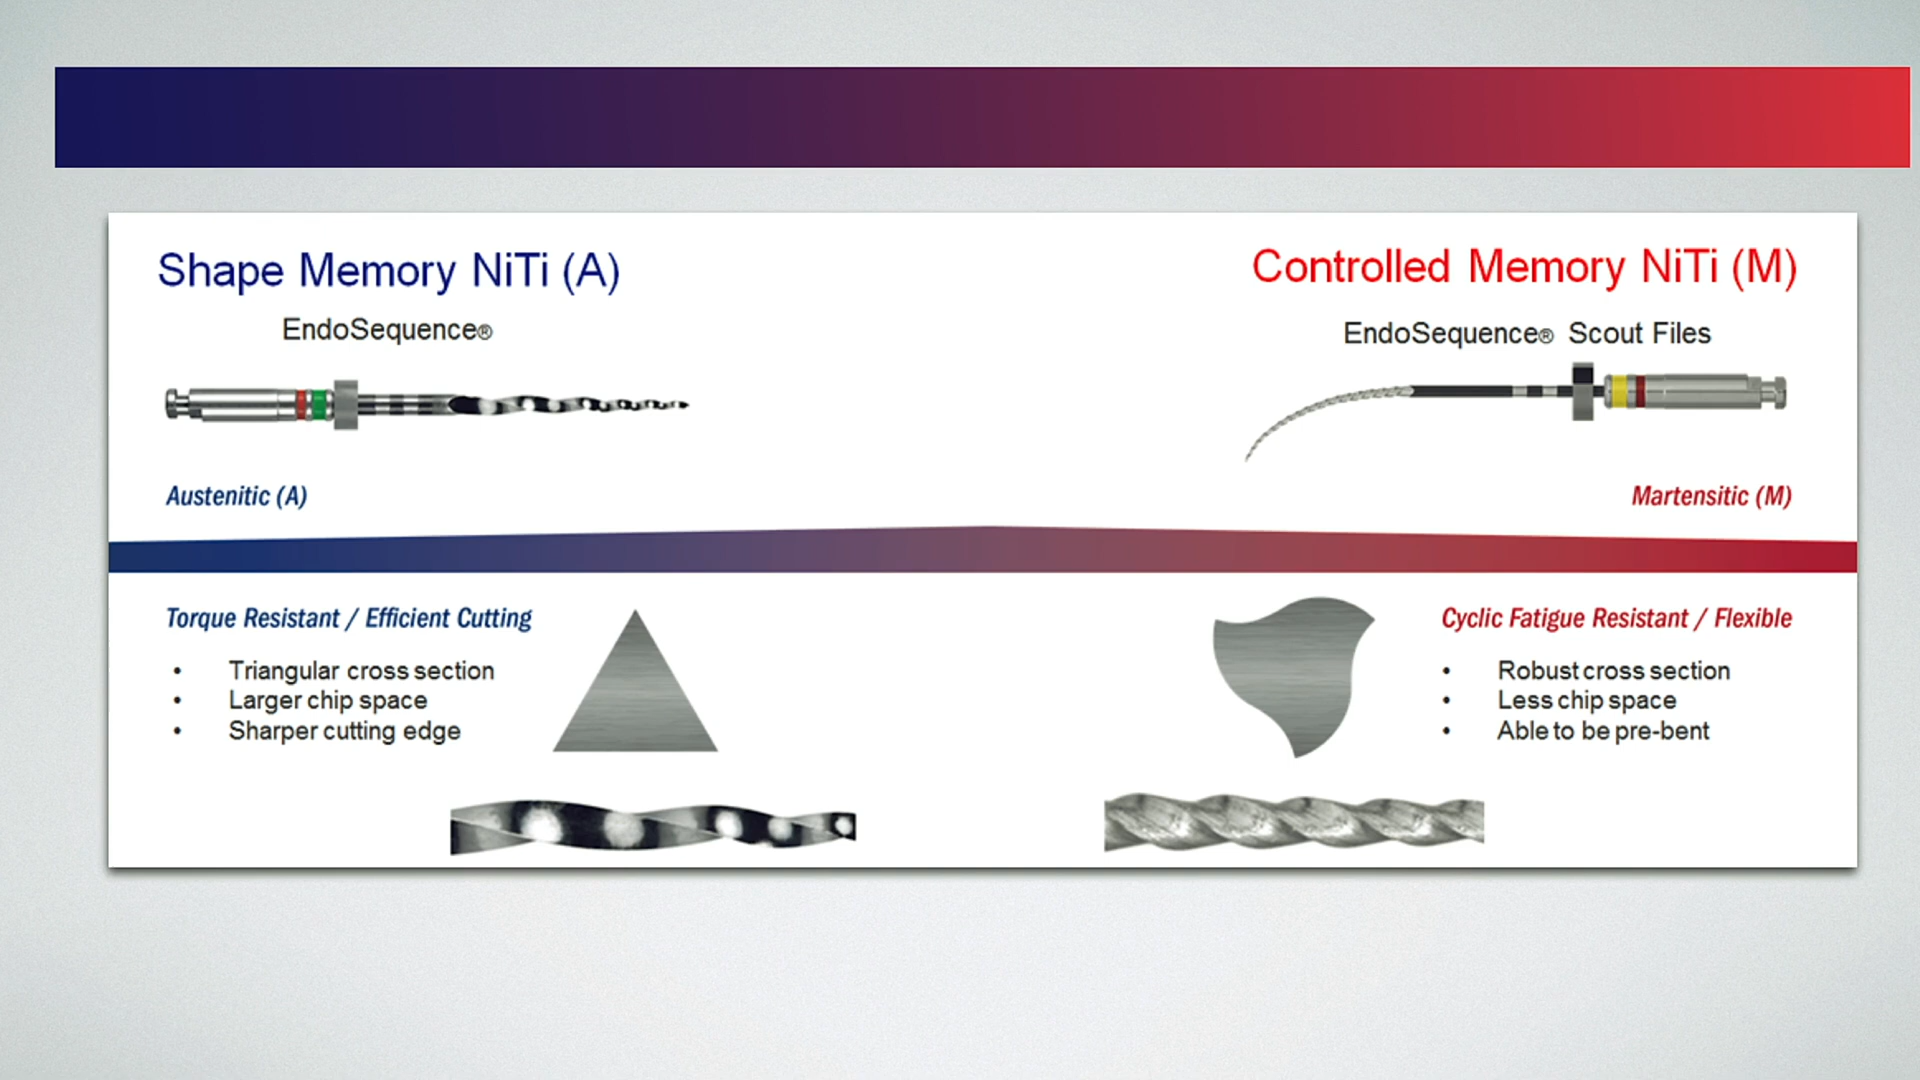 Shape Memory NiTi (A)
EndoSequence®
Austenitic (A)
Controlled Memory NiTi (M)
EndoSequence® Scout Files
Martensitic (M)
Torque Resistant / Efficient Cutting
• Triangular cross section
• Larger chip space
• Sharper cutting edge
Cyclic Fatigue Resistant / Flexible
• Robust cross section
• Less chip space
• Able to be pre-bent